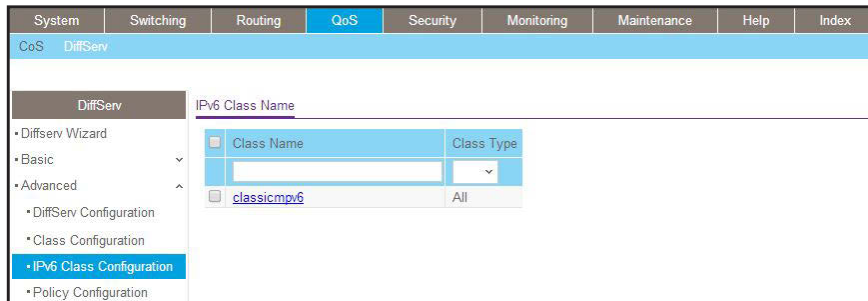 System Switching Routing QoS Security Monitoring Maintenance Help Index
CoS DiffServ
DiffServ
IPv6 Class Name
Diffserv Wizard
Basic
Advanced
DiffServ Configuration
Class Configuration
IPv6 Class Configuration
Policy Configuration
Class Name Class Type
classicmpv6 All